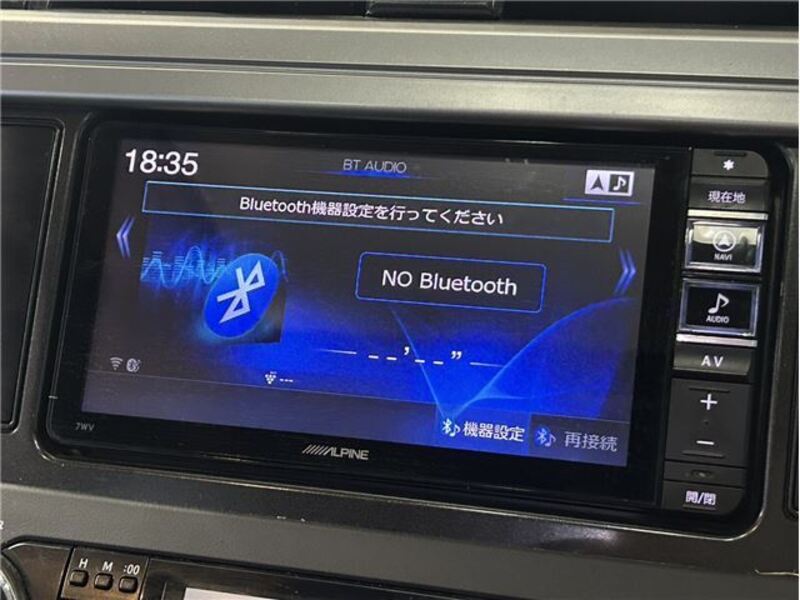 18:35
BT AUDIO
Bluetooth機器設定を行ってください
NO Bluetooth
--'--"
機器設定
再接続
7WV
ALPINE
現在地
NAVI
AUDIO
AV
+
−
開/閉
H M :00